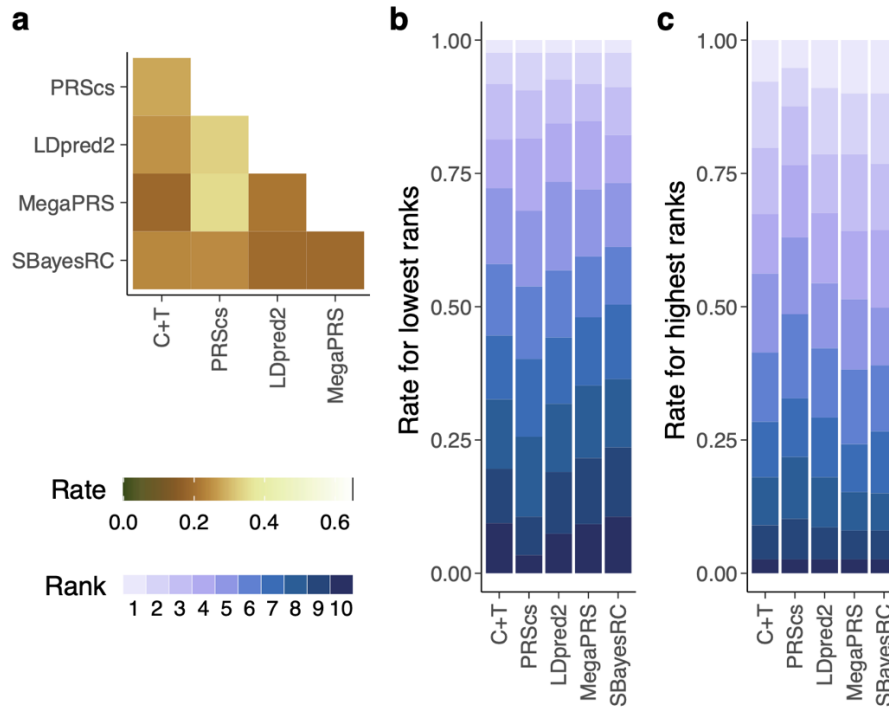 a
PRScs
LDpred2
MegaPRS
SBayesRC
C+T
PRScs
LDpred2
MegaPRS
Rate
0.0 0.2 0.4 0.6
Rank
1 2 3 4 5 6 7 8 9 10
b
Rate for lowest ranks
1.00
0.75
0.50
0.25
0.00
C+T
PRScs
LDpred2
MegaPRS
SBayesRC
c
Rate for highest ranks
1.00
0.75
0.50
0.25
0.00
C+T
PRScs
LDpred2
MegaPRS
SBayesRC